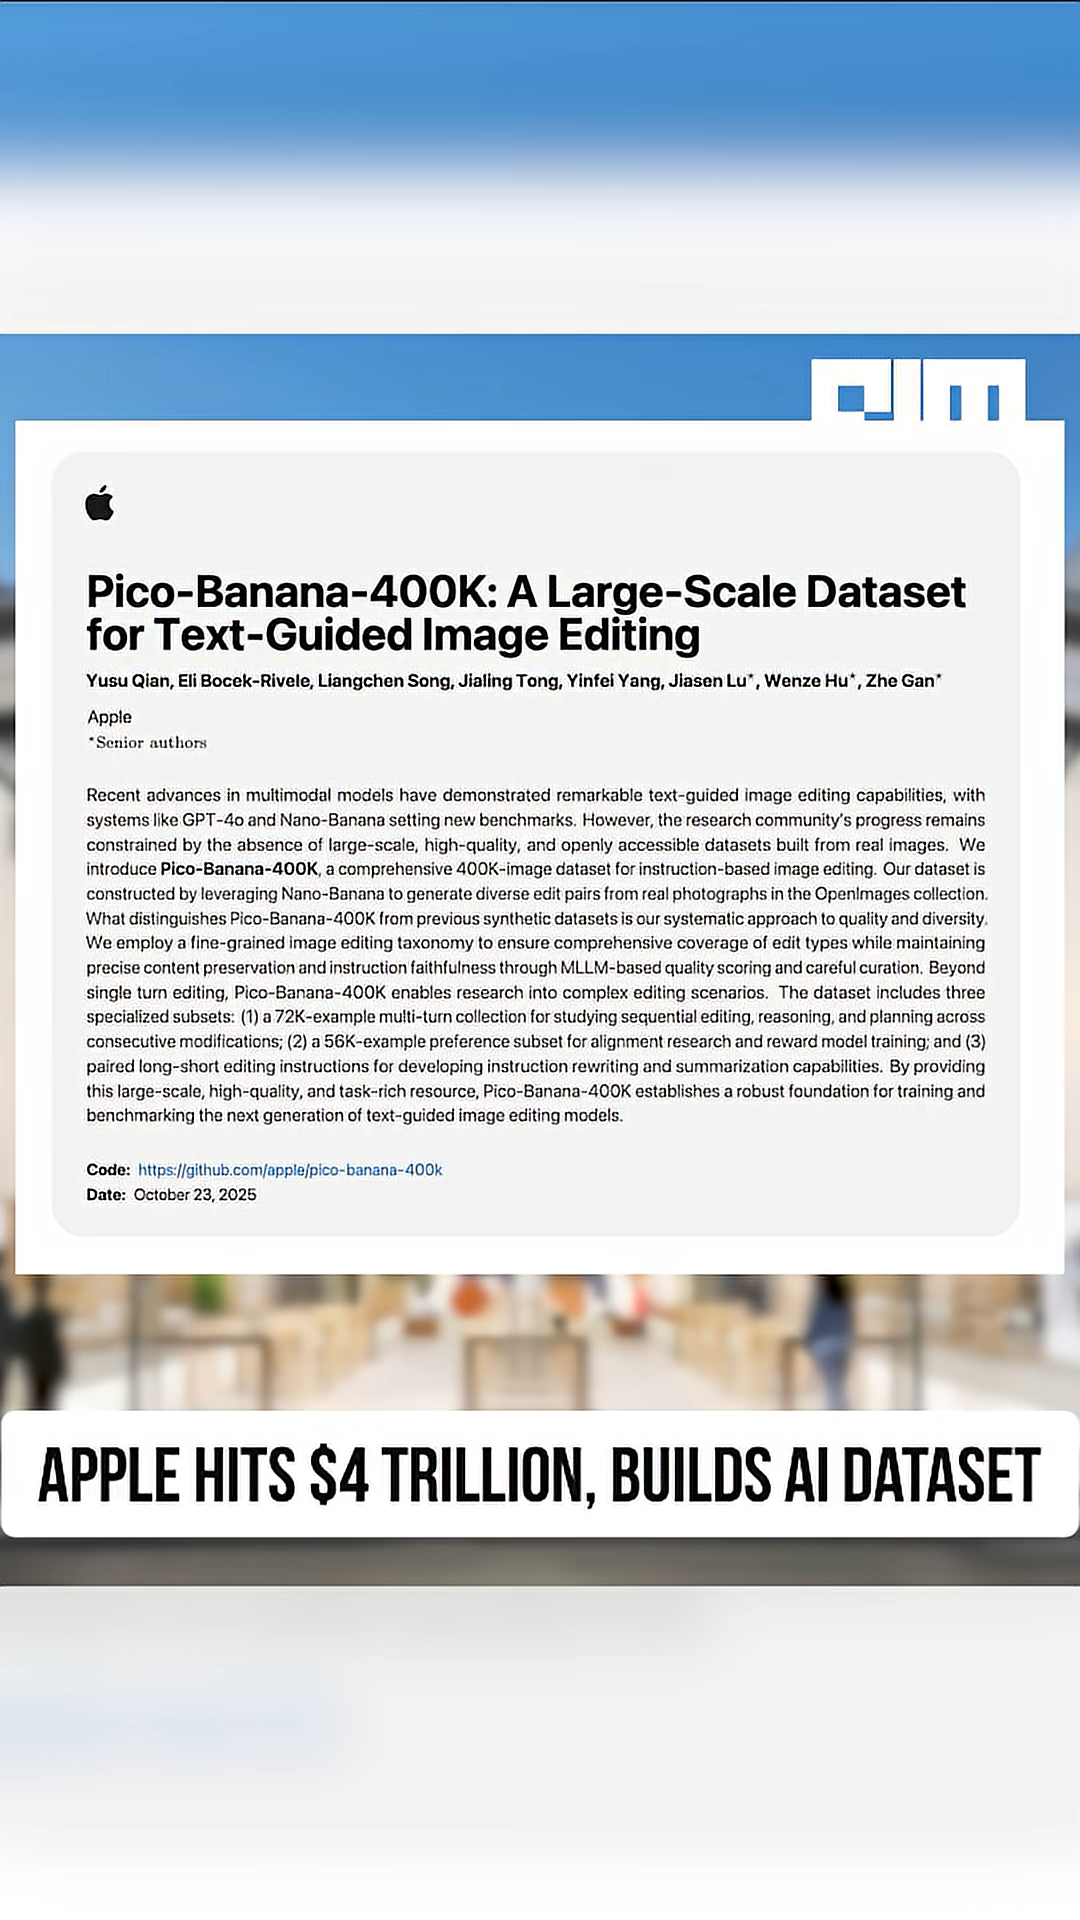 Pico-Banana-400K: A Large-Scale Dataset
for Text-Guided Image Editing
Yusu Qian, Eli Bocek-Rivele, Liangchen Song, Jialing Tong, Yinfei Yang, Jiasen Lu*, Wenze Hu*, Zhe Gan*
Apple
*Senior authors
Recent advances in multimodal models have demonstrated remarkable text-guided image editing capabilities, with
systems like GPT-4o and Nano-Banana setting new benchmarks. However, the research community's progress remains
constrained by the absence of large-scale, high-quality, and openly accessible datasets built from real images. We
introduce Pico-Banana-400K, a comprehensive 400K-image dataset for instruction-based image editing. Our dataset is
constructed by leveraging Nano-Banana to generate diverse edit pairs from real photographs in the OpenImages collection.
What distinguishes Pico-Banana-400K from previous synthetic datasets is our systematic approach to quality and diversity.
We employ a fine-grained image editing taxonomy to ensure comprehensive coverage of edit types while maintaining
precise content preservation and instruction faithfulness through MLLM-based quality scoring and careful curation. Beyond
single turn editing, Pico-Banana-400K enables research into complex editing scenarios. The dataset includes three
specialized subsets: (1) a 72K-example multi-turn collection for studying sequential editing, reasoning, and planning across
consecutive modifications; (2) a 56K-example preference subset for alignment research and reward model training; and (3)
paired long-short editing instructions for developing instruction rewriting and summarization capabilities. By providing
this large-scale, high-quality, and task-rich resource, Pico-Banana-400K establishes a robust foundation for training and
benchmarking the next generation of text-guided image editing models.
Code: https://github.com/apple/pico-banana-400k
Date: October 23, 2025
APPLE HITS $4 TRILLION, BUILDS AI DATASET